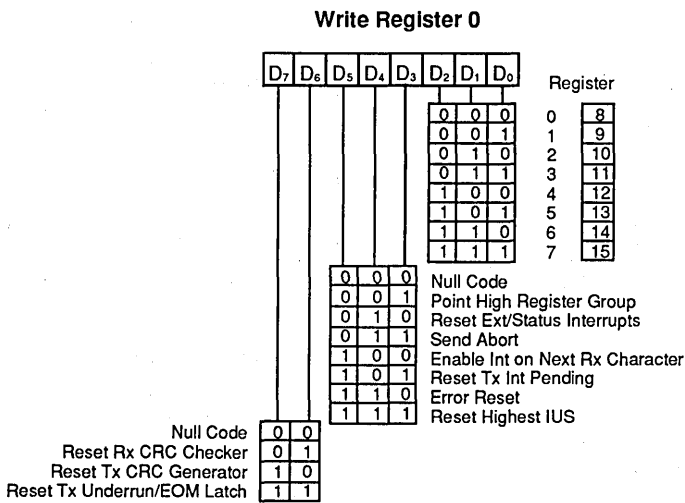 Write Register 0
D7 D6 D5 D4 D3 D2 D1 D0
Register
0 0 0 0 8
0 0 1 1 9
0 1 0 2 10
0 1 1 3 11
1 0 0 4 12
1 0 1 5 13
1 1 0 6 14
1 1 1 7 15
0 0 0 Null Code
0 0 1 Point High Register Group
0 1 0 Reset Ext/Status Interrupts
0 1 1 Send Abort
1 0 0 Enable Int on Next Rx Character
1 0 1 Reset Tx Int Pending
1 1 0 Error Reset
1 1 1 Reset Highest IUS
Null Code 0 0
Reset Rx CRC Checker 0 1
Reset Tx CRC Generator 1 0
Reset Tx Underrun/EOM Latch 1 1